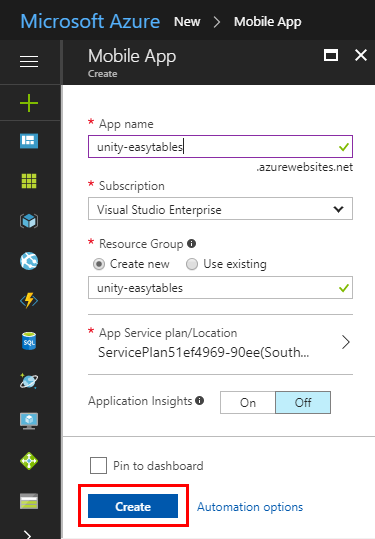 Microsoft Azure New > Mobile App
Mobile App
Create
* App name
unity-easytables
.azurewebsites.net
* Subscription
Visual Studio Enterprise
* Resource Group
Create new Use existing
unity-easytables
* App Service plan/Location
ServicePlan51ef4969-90ee(South...
Application Insights On Off
Pin to dashboard
Create Automation options
SQL